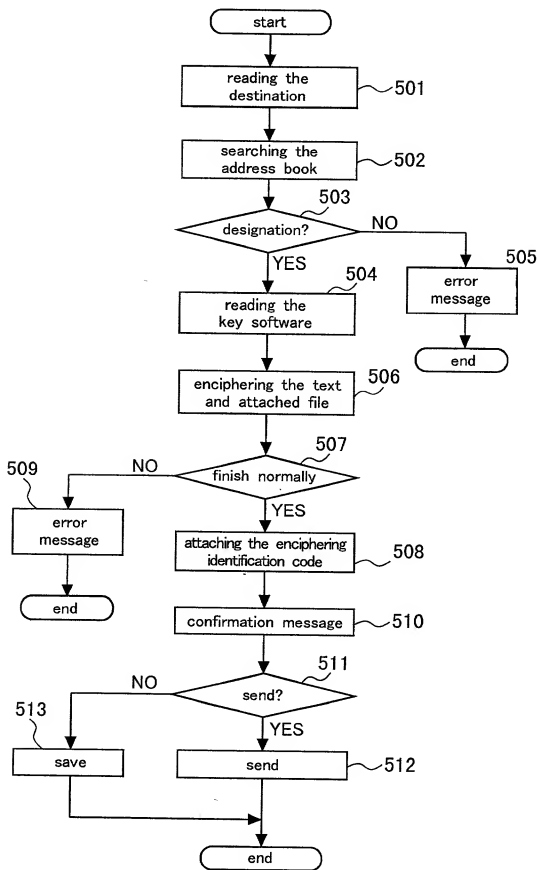 start
reading the
destination
501
searching the
address book
502
503
designation?
NO
YES
504
505
reading the
key software
error
message
end
enciphering the text
and attached file
506
507
finish normally
NO
509
YES
error
message
attaching the enciphering
identification code
508
end
confirmation message
510
511
send?
NO
513
YES
save
send
512
end